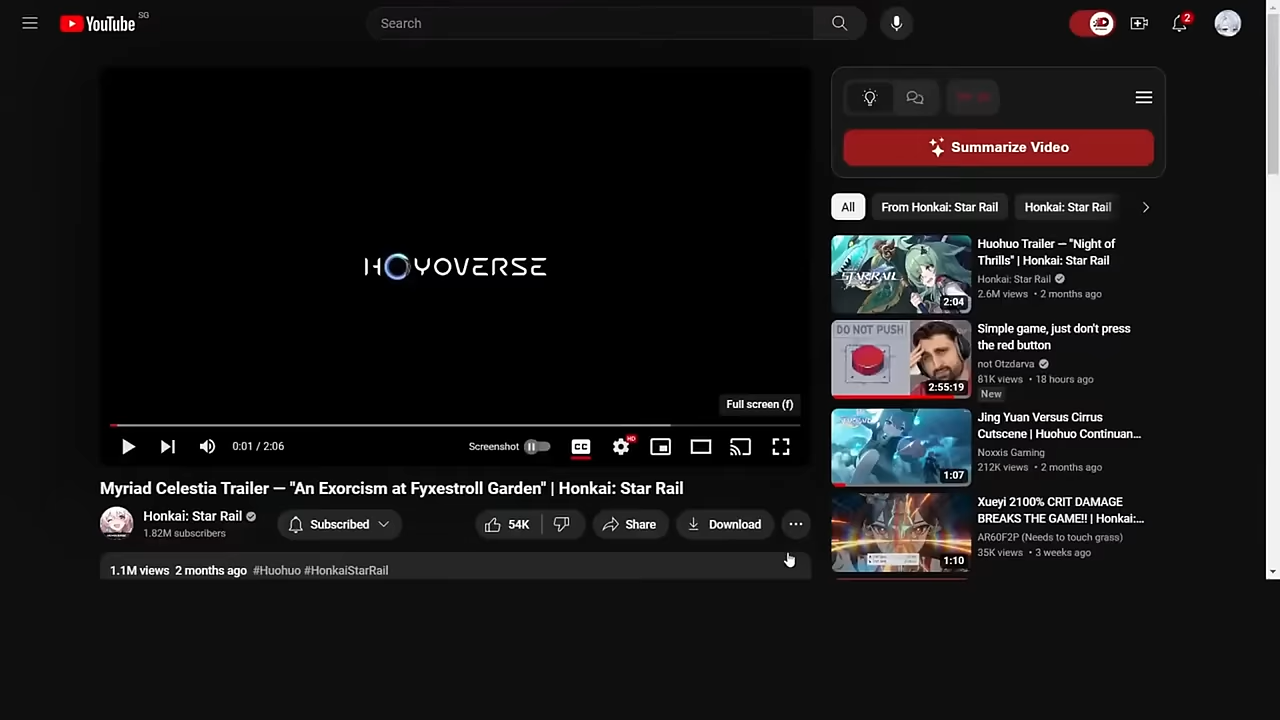 YouTube SG
Search
2
HOYOVERSE
Full screen (f)
0:01 / 2:06
Screenshot
CC
HD
Myriad Celestia Trailer — "An Exorcism at Fyxestroll Garden" | Honkai: Star Rail
Honkai: Star Rail
1.82M subscribers
Subscribed
54K
Share
Download
1.1M views 2 months ago #Huohuo #HonkaiStarRail
Summarize Video
All
From Honkai: Star Rail
Honkai: Star Rail
STAR RAIL
2:04
Huohuo Trailer — "Night of
Thrills" | Honkai: Star Rail
Honkai: Star Rail
2.6M views • 2 months ago
DO NOT PUSH
2:55:19
Simple game, just don't press
the red button
not Otzdarva
81K views • 18 hours ago
New
1:07
Jing Yuan Versus Cirrus
Cutscene | Huohuo Continuan...
Noxxis Gaming
212K views • 2 months ago
1:10
Xueyi 2100% CRIT DAMAGE
BREAKS THE GAME!! | Honkai:...
AR60F2P (Needs to touch grass)
35K views • 3 weeks ago